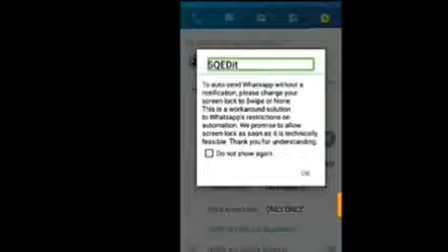 SQEDit
To auto-send Whatsapp without a
notification, please change your
screen lock to Swipe or None.
This is a workaround solution
to Whatsapp's restrictions on
automation. We promise to allow
screen lock as soon as it is technically
feasible. Thank you for understanding.
Do not show again.
OK
ONLY ONCE